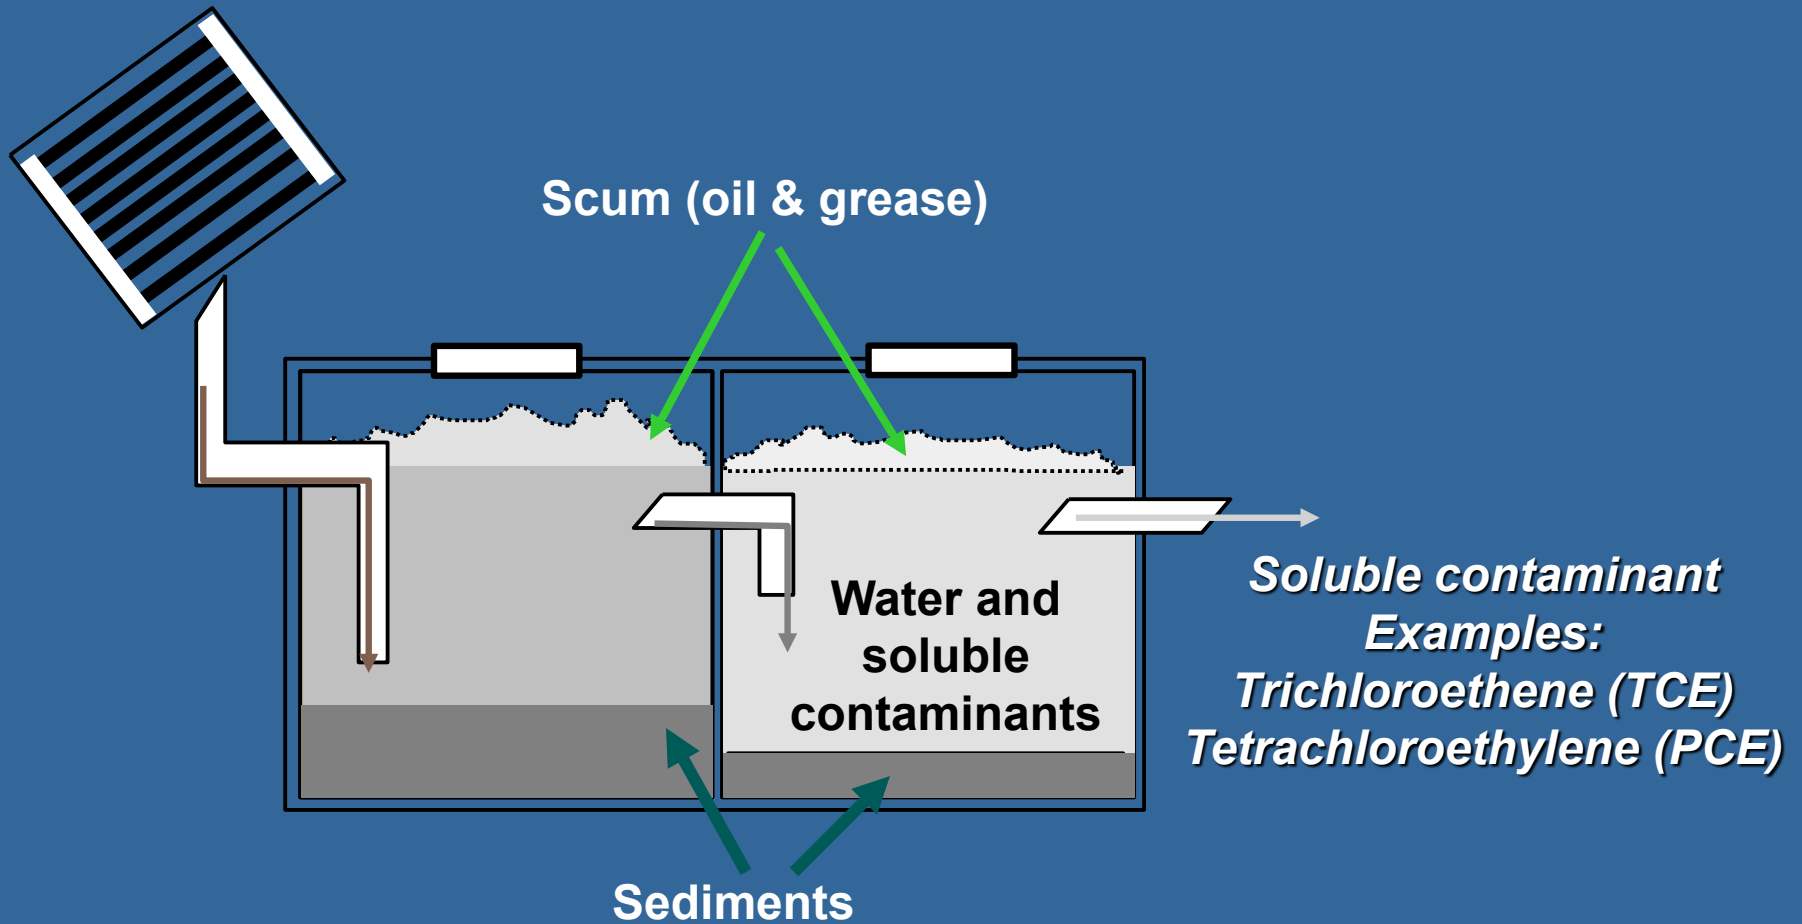 Scum (oil & grease)
Water and
soluble
contaminants
Soluble contaminant
Examples:
Trichloroethene (TCE)
Tetrachloroethylene (PCE)
Sediments